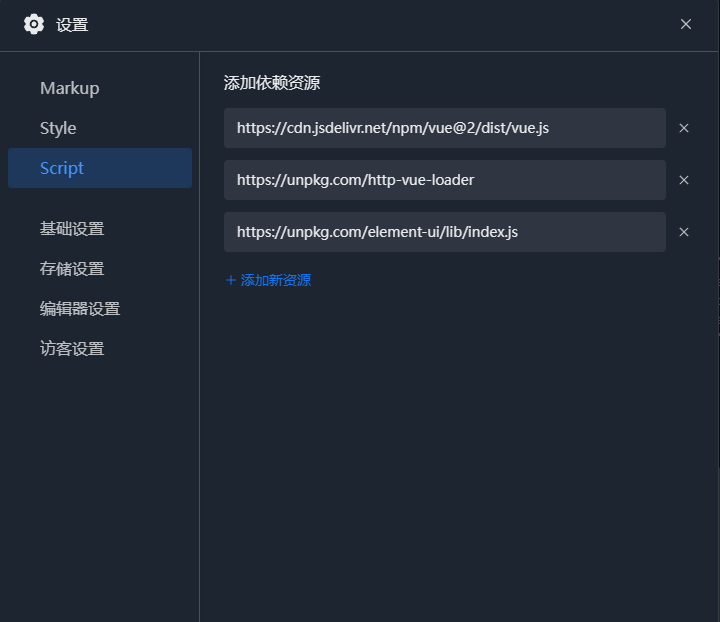 设置
Markup
Style
Script
基础设置
存储设置
编辑器设置
访客设置
添加依赖资源
https://cdn.jsdelivr.net/npm/vue@2/dist/vue.js
https://unpkg.com/http-vue-loader
https://unpkg.com/element-ui/lib/index.js
+ 添加新资源